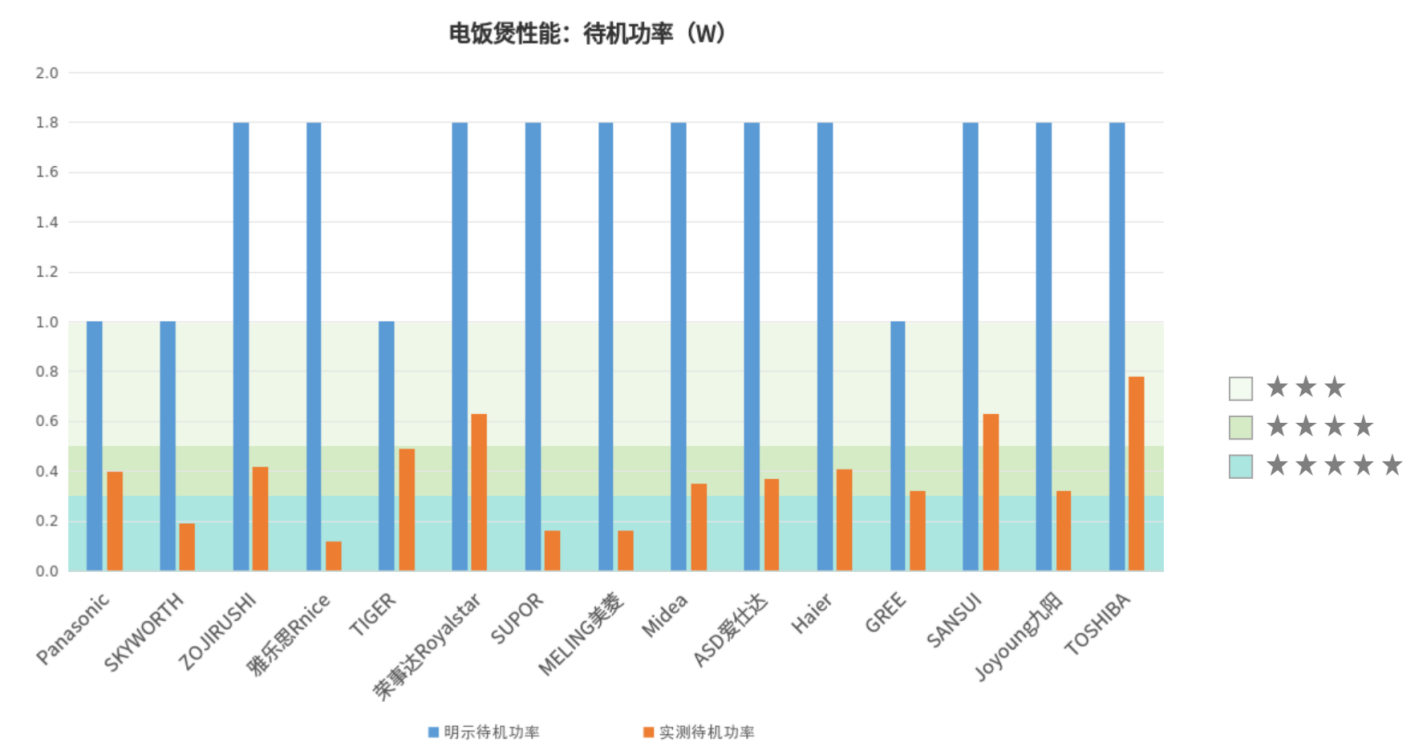 电饭煲性能：待机功率（W）
2.0
1.8
1.6
1.4
1.2
1.0
0.8
0.6
0.4
0.2
0.0
★★★
★★★★
★★★★★
Panasonic
SKYWORTH
ZOJIRUSHI
雅乐思Rnice
TIGER
荣事达Royalstar
SUPOR
MELING美菱
Midea
ASD爱仕达
Haier
GREE
SANSUI
Joyoung九阳
TOSHIBA
明示待机功率 实测待机功率